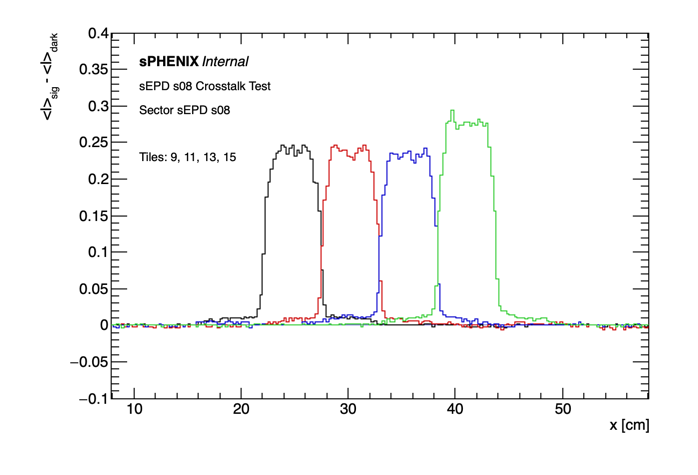 <I>sig - <I>dark
0.4
0.35
0.3
0.25
0.2
0.15
0.1
0.05
0
−0.05
−0.1
sPHENIX Internal
sEPD s08 Crosstalk Test
Sector sEPD s08
Tiles: 9, 11, 13, 15
10 20 30 40 50
x [cm]